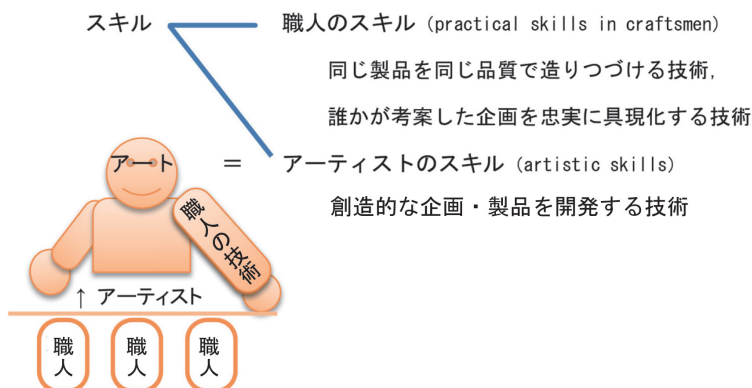 スキル
職人のスキル (practical skills in craftsmen)
同じ製品を同じ品質で造りつづける技術,
誰かが考案した企画を忠実に具現化する技術
アート
=
アーティストのスキル (artistic skills)
創造的な企画・製品を開発する技術
職人の技術
↑ アーティスト
職人
職人
職人